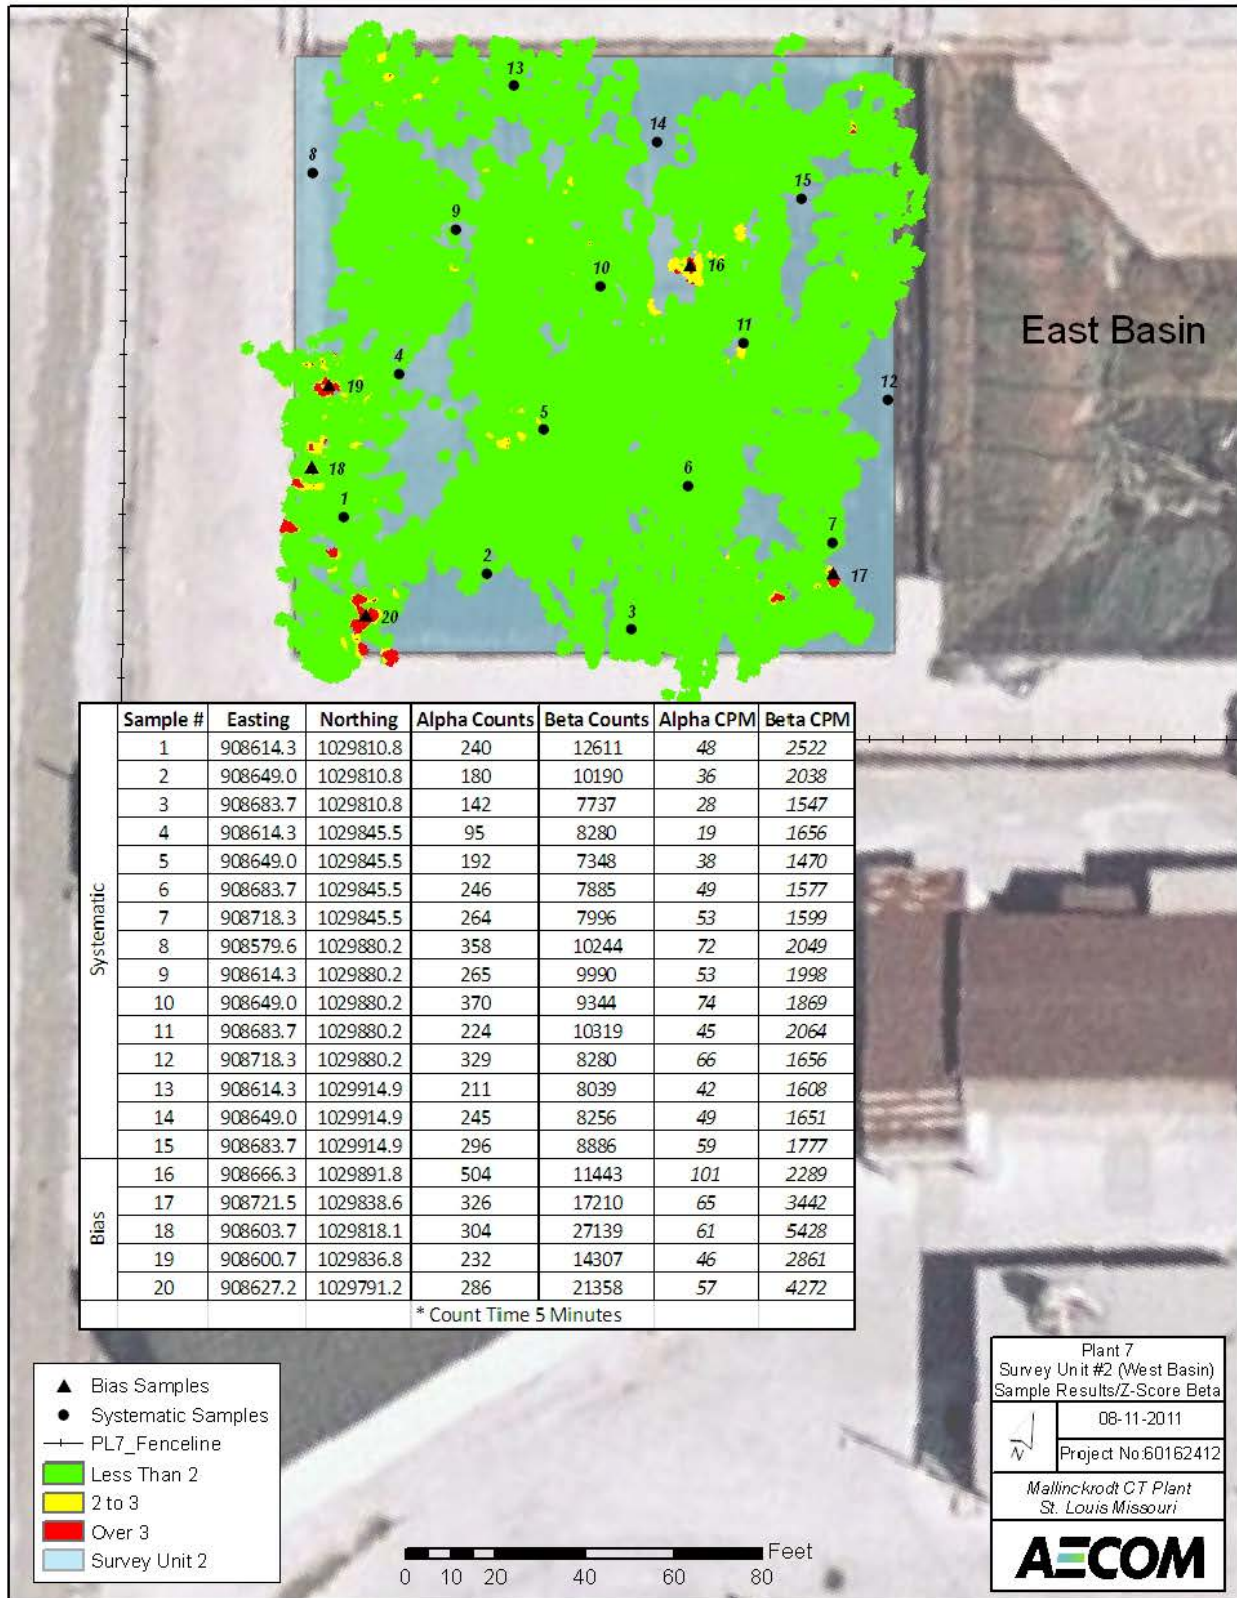 13
14
8
15
9
16
10
11
East Basin
4
19
12
5
18
6
1
7
2
17
20
3
Sample # Easting Northing Alpha Counts Beta Counts Alpha CPM Beta CPM
Systematic
1 908614.3 1029810.8 240 12611 48 2522
2 908649.0 1029810.8 180 10190 36 2038
3 908683.7 1029810.8 142 7737 28 1547
4 908614.3 1029845.5 95 8280 19 1656
5 908649.0 1029845.5 192 7348 38 1470
6 908683.7 1029845.5 246 7885 49 1577
7 908718.3 1029845.5 264 7996 53 1599
8 908579.6 1029880.2 358 10244 72 2049
9 908614.3 1029880.2 265 9990 53 1998
10 908649.0 1029880.2 370 9344 74 1869
11 908683.7 1029880.2 224 10319 45 2064
12 908718.3 1029880.2 329 8280 66 1656
13 908614.3 1029914.9 211 8039 42 1608
14 908649.0 1029914.9 245 8256 49 1651
15 908683.7 1029914.9 296 8886 59 1777
Bias
16 908666.3 1029891.8 504 11443 101 2289
17 908721.5 1029838.6 326 17210 65 3442
18 908603.7 1029818.1 304 27139 61 5428
19 908600.7 1029836.8 232 14307 46 2861
20 908627.2 1029791.2 286 21358 57 4272
* Count Time 5 Minutes
Bias Samples
Systematic Samples
PL7_Fenceline
Less Than 2
2 to 3
Over 3
Survey Unit 2
Feet
0 10 20 40 60 80
Plant 7
Survey Unit #2 (West Basin)
Sample Results/Z-Score Beta
N
08-11-2011
Project No:60162412
Mallinckrodt CT Plant
St. Louis Missouri
AECOM